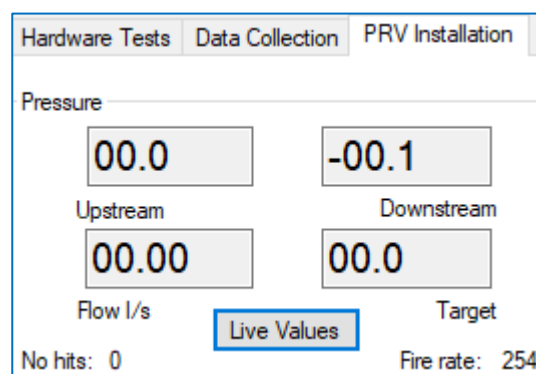 Hardware Tests Data Collection PRV Installation
Pressure
00.0 -00.1
Upstream Downstream
00.00 00.0
Flow l/s Target
Live Values
No hits: 0 Fire rate: 254